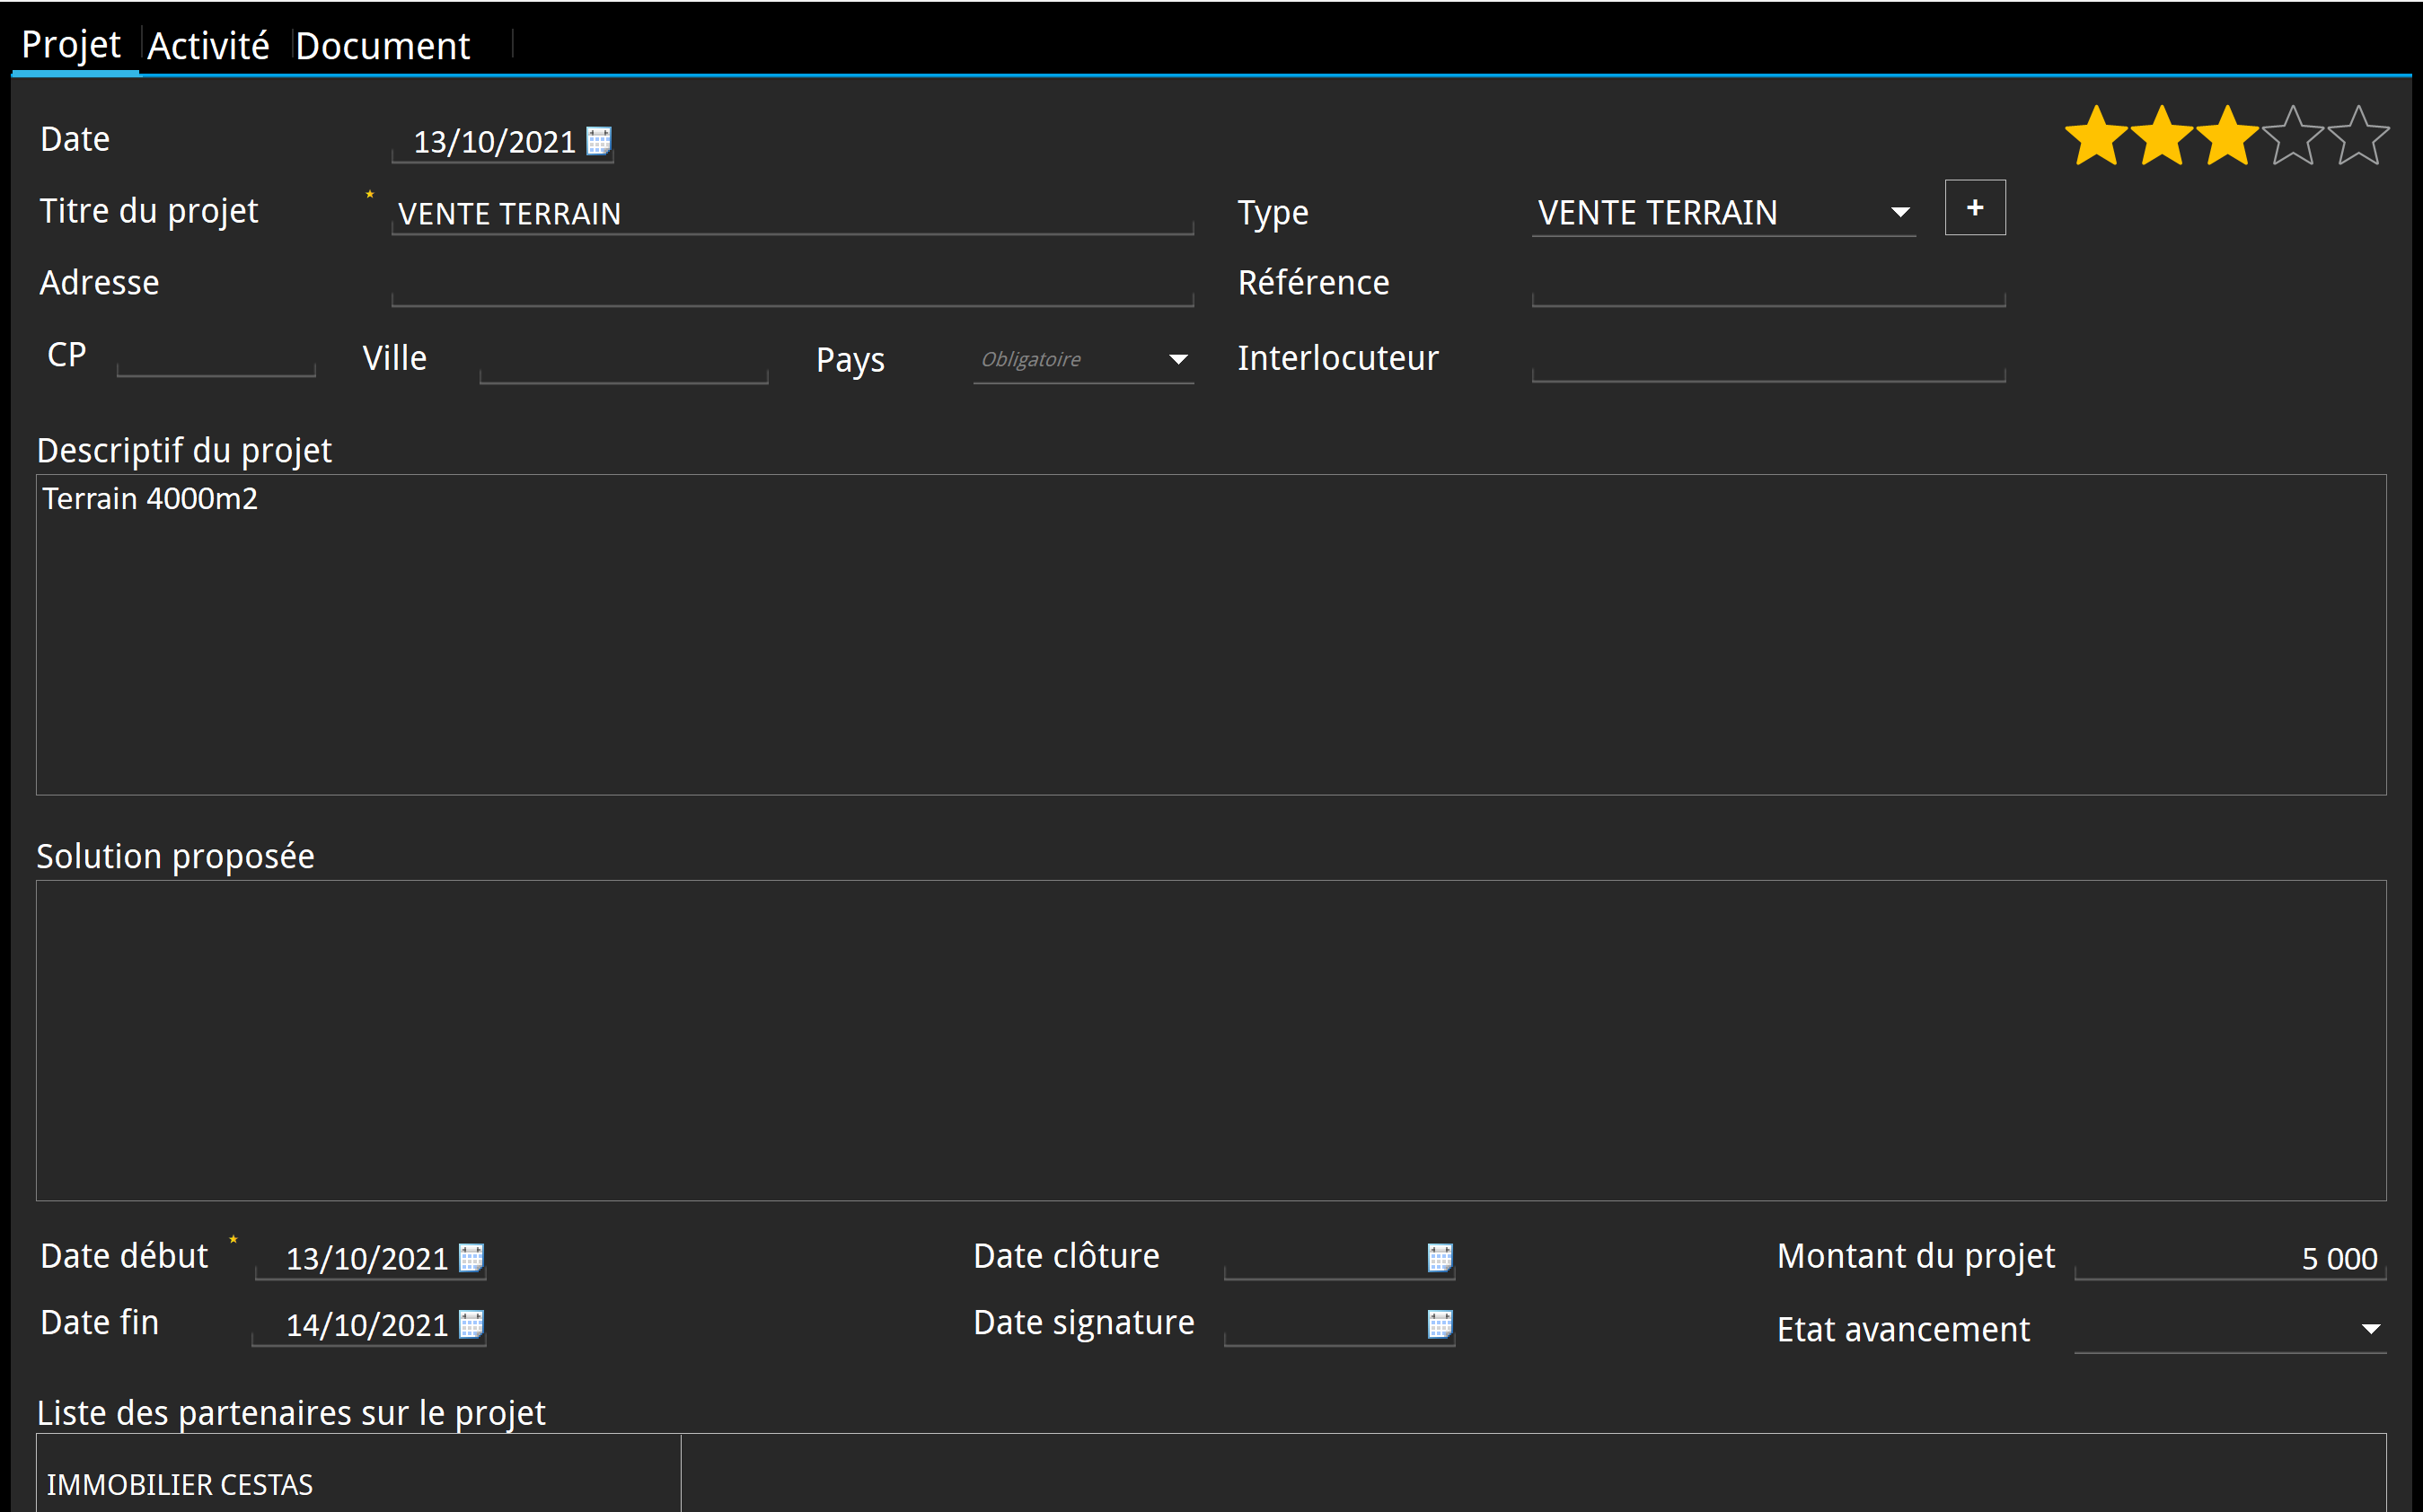 Projet Activité Document
Date 13/10/2021
Titre du projet VENTE TERRAIN Type VENTE TERRAIN +
Adresse Référence
CP Ville Pays Obligatoire Interlocuteur
Descriptif du projet
Terrain 4000m2
Solution proposée
Date début 13/10/2021 Date clôture Montant du projet 5 000
Date fin 14/10/2021 Date signature Etat avancement
Liste des partenaires sur le projet
IMMOBILIER CESTAS